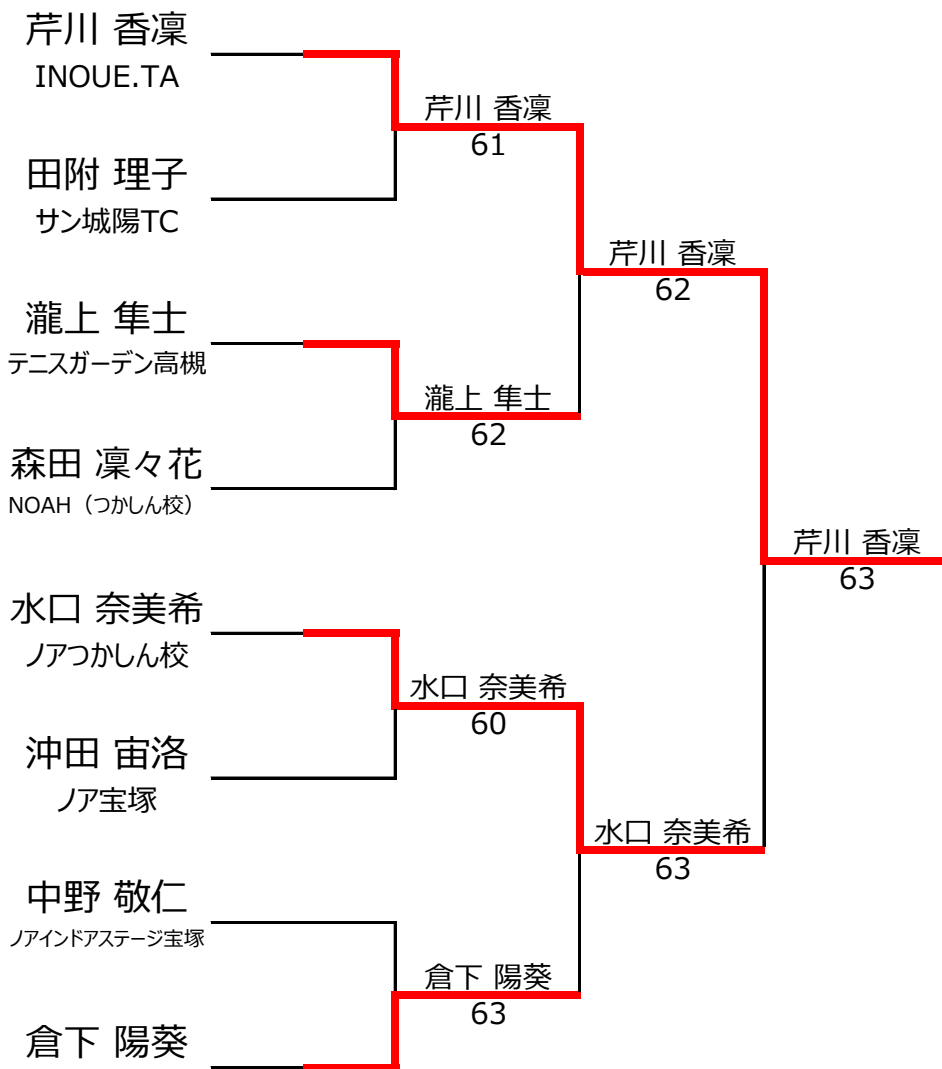 芹川 香凜
INOUE.TA
芹川 香凜
61
田附 理子
サン城陽TC
芹川 香凜
62
瀧上 隼士
テニスガーデン高槻
瀧上 隼士
62
森田 凜々花
NOAH（つかしん校）
芹川 香凜
63
水口 奈美希
ノアつかしん校
水口 奈美希
60
沖田 宙洛
ノア宝塚
水口 奈美希
63
中野 敬仁
ノアインドアステージ宝塚
倉下 陽葵
63
倉下 陽葵